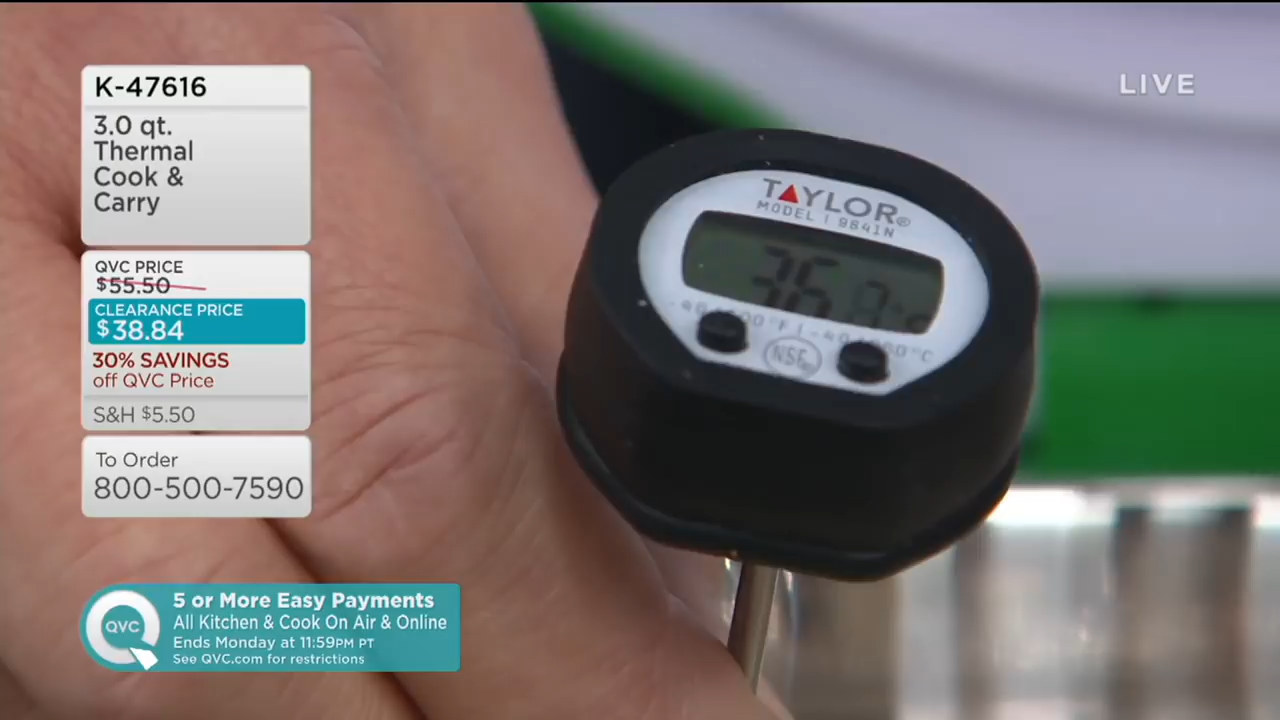 K-47616
3.0 qt.
Thermal
Cook &
Carry
QVC PRICE
$55.50
CLEARANCE PRICE
$38.84
30% SAVINGS
off QVC Price
S&H $5.50
To Order
800-500-7590
QVC
5 or More Easy Payments
All Kitchen & Cook On Air & Online
Ends Monday at 11:59PM PT
See QVC.com for restrictions
LIVE
TAYLOR®
MODEL 9841N
36
NSF